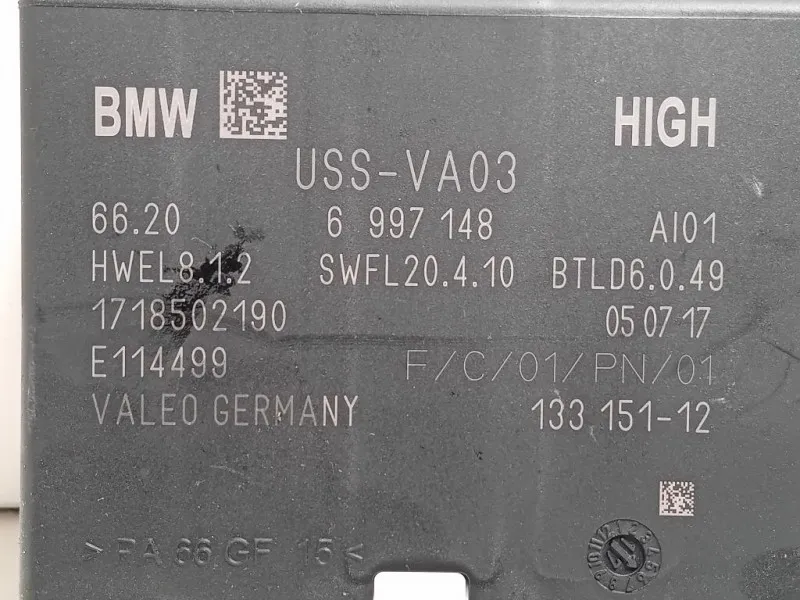 BMW HIGH
USS-VA03
66.20 6 997 148 AI01
HWEL8.1.2 SWFL20.4.10 BTLD6.0.49
1718502190 05 07 17
E114499 F/C/01/PN/01
VALEO GERMANY 133 151-12
>PA 66 GF 15<